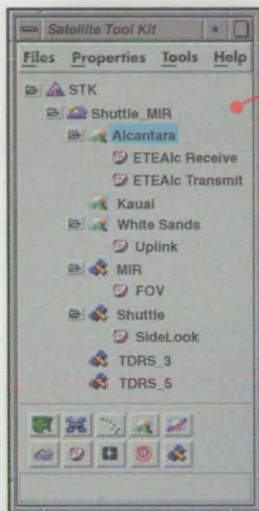 Satellite Tool Kit
Files Properties Tools Help
STK
Shuttle_MIR
Alcantara
ETEAlc Receive
ETEAlc Transmit
Kauai
White Sands
Uplink
MIR
FOV
Shuttle
SideLook
TDRS_3
TDRS_5